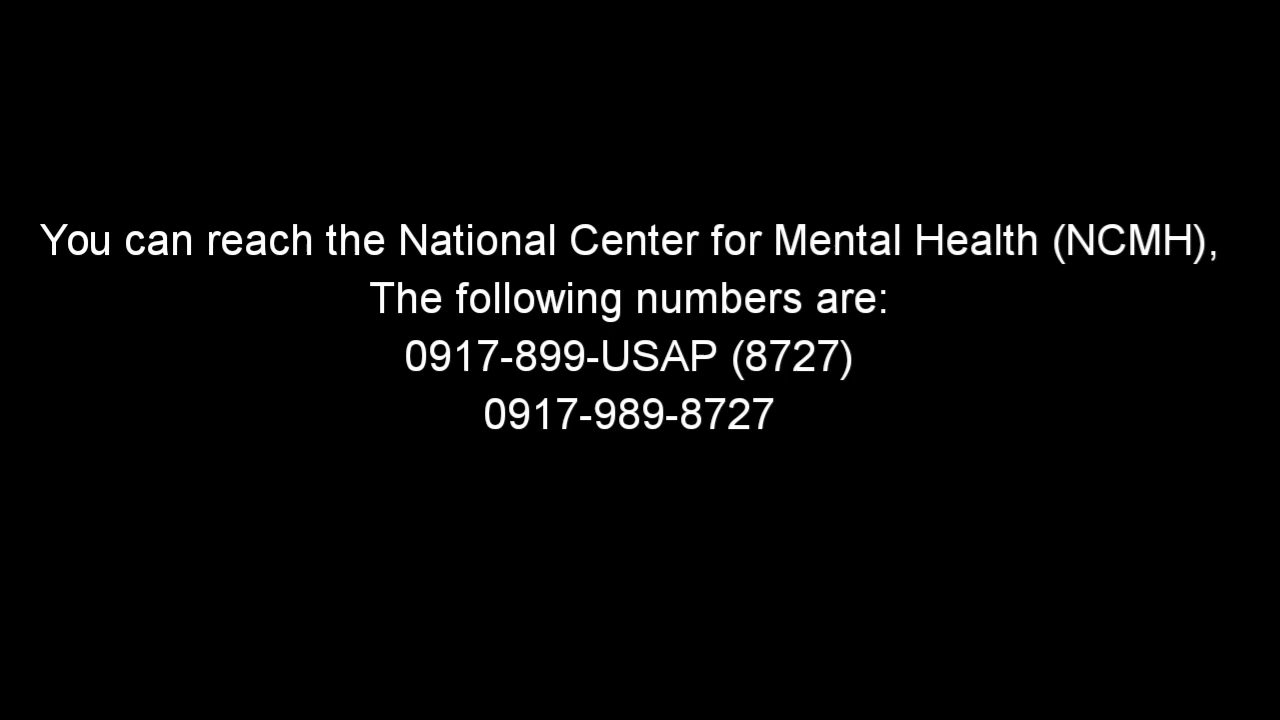 You can reach the National Center for Mental Health (NCMH),
The following numbers are:
0917-899-USAP (8727)
0917-989-8727